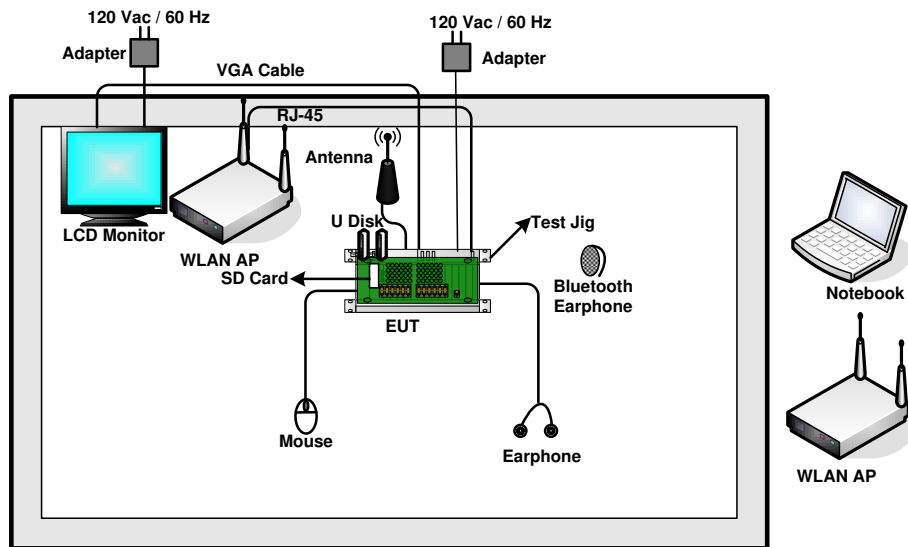 120 Vac / 60 Hz
120 Vac / 60 Hz
Adapter
Adapter
VGA Cable
RJ-45
Antenna
U Disk
Test Jig
LCD Monitor
WLAN AP
SD Card
Bluetooth
Earphone
Notebook
EUT
Mouse
Earphone
WLAN AP